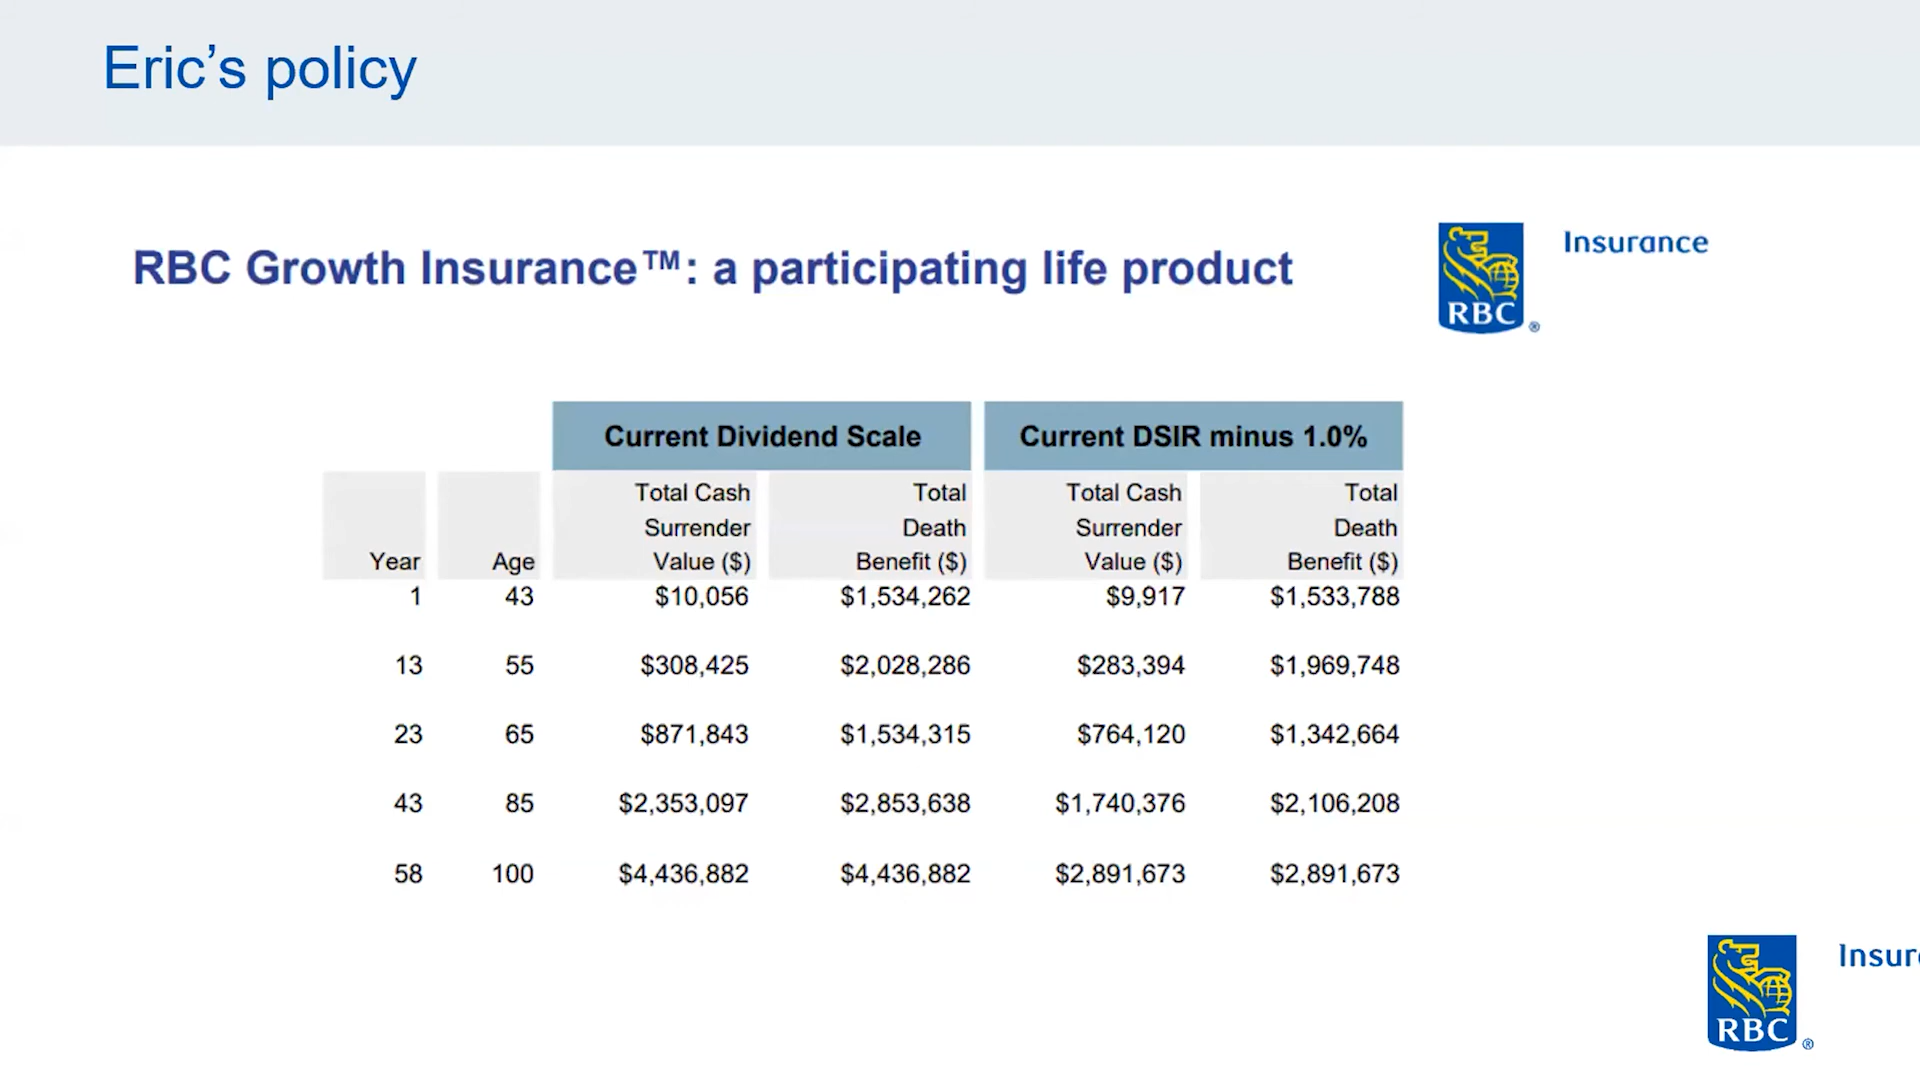 Eric’s policy
RBC Growth Insurance™: a participating life product
Insurance
RBC ®
Current Dividend Scale Current DSIR minus 1.0%
Year Age Total Cash Surrender Value ($) Total Death Benefit ($) Total Cash Surrender Value ($) Total Death Benefit ($)
1 43 $10,056 $1,534,262 $9,917 $1,533,788
13 55 $308,425 $2,028,286 $283,394 $1,969,748
23 65 $871,843 $1,534,315 $764,120 $1,342,664
43 85 $2,353,097 $2,853,638 $1,740,376 $2,106,208
58 100 $4,436,882 $4,436,882 $2,891,673 $2,891,673
Insur
RBC ®